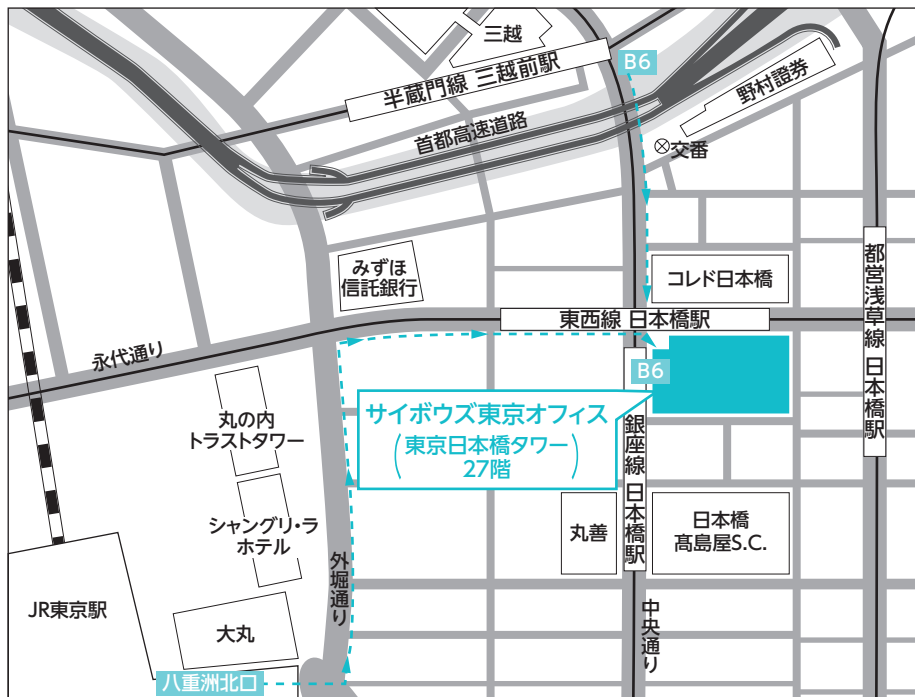 三越
B6
半蔵門線 三越前駅
野村證券
首都高速道路
交番
みずほ
信託銀行
コレド日本橋
都営浅草線 日本橋駅
東西線 日本橋駅
永代通り
B6
サイボウズ東京オフィス
(東京日本橋タワー
27階)
丸の内
トラストタワー
銀座線 日本橋駅
シャングリ・ラ
ホテル
丸善
日本橋
髙島屋S.C.
外堀通り
JR東京駅
大丸
中央通り
八重洲北口